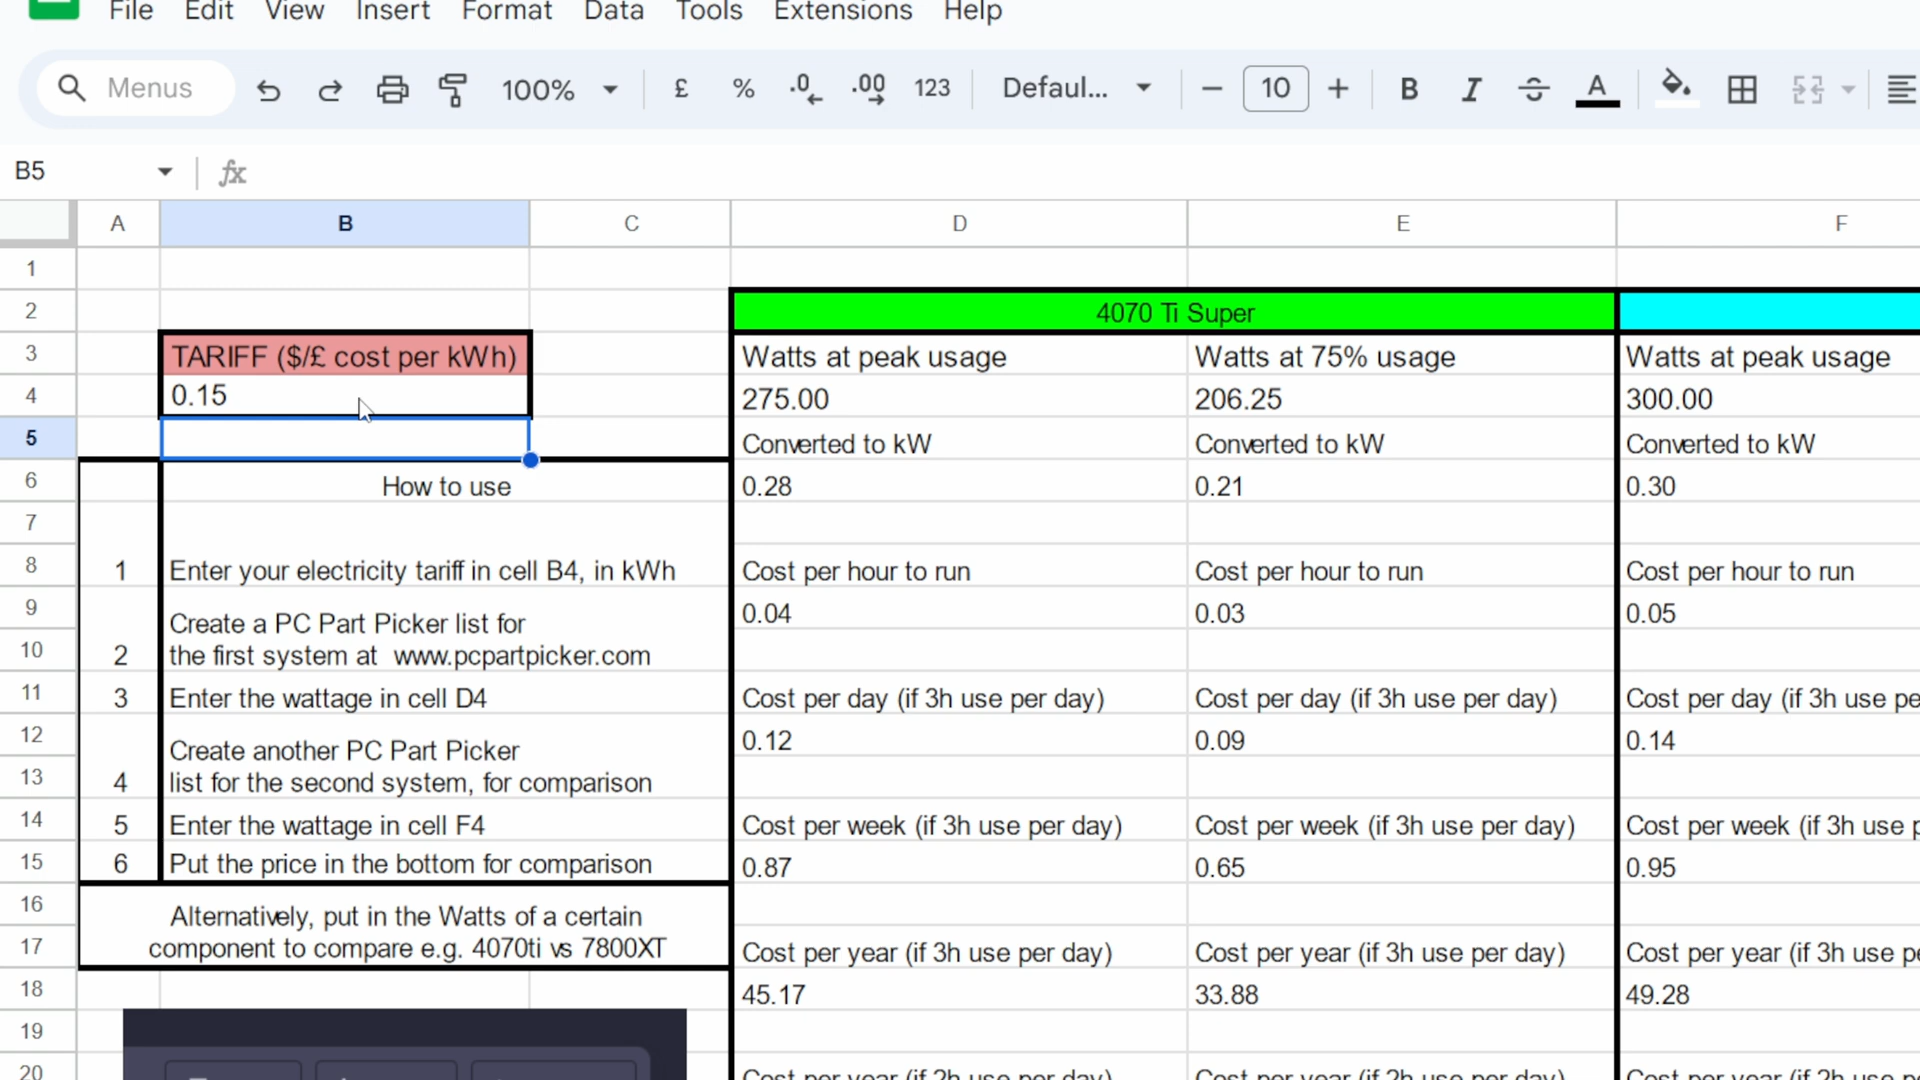 File Edit View Insert Format Data Tools Extensions Help
Menus 100% £ % .0 .00 123 Defaul... 10 B I A
B5 fx
A B C D E F
1
2 4070 Ti Super
3 TARIFF ($/£ cost per kWh) Watts at peak usage Watts at 75% usage Watts at peak usage
4 0.15 275.00 206.25 300.00
5 Converted to kW Converted to kW Converted to kW
6 How to use 0.28 0.21 0.30
7
8 1 Enter your electricity tariff in cell B4, in kWh Cost per hour to run Cost per hour to run Cost per hour to run
9 Create a PC Part Picker list for 0.04 0.03 0.05
10 2 the first system at www.pcpartpicker.com
11 3 Enter the wattage in cell D4 Cost per day (if 3h use per day) Cost per day (if 3h use per day) Cost per day (if 3h use pe
12 Create another PC Part Picker 0.12 0.09 0.14
13 4 list for the second system, for comparison
14 5 Enter the wattage in cell F4 Cost per week (if 3h use per day) Cost per week (if 3h use per day) Cost per week (if 3h use p
15 6 Put the price in the bottom for comparison 0.87 0.65 0.95
16 Alternatively, put in the Watts of a certain
17 component to compare e.g. 4070ti vs 7800XT Cost per year (if 3h use per day) Cost per year (if 3h use per day) Cost per year (if 3h use pe
18 45.17 33.88 49.28
19
20